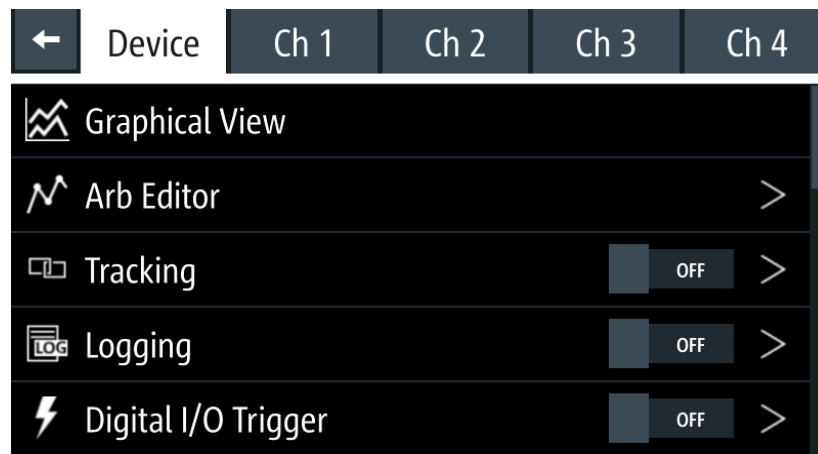 Device Ch 1 Ch 2 Ch 3 Ch 4
Graphical View
Arb Editor
Tracking OFF
LOG Logging OFF
Digital I/O Trigger OFF